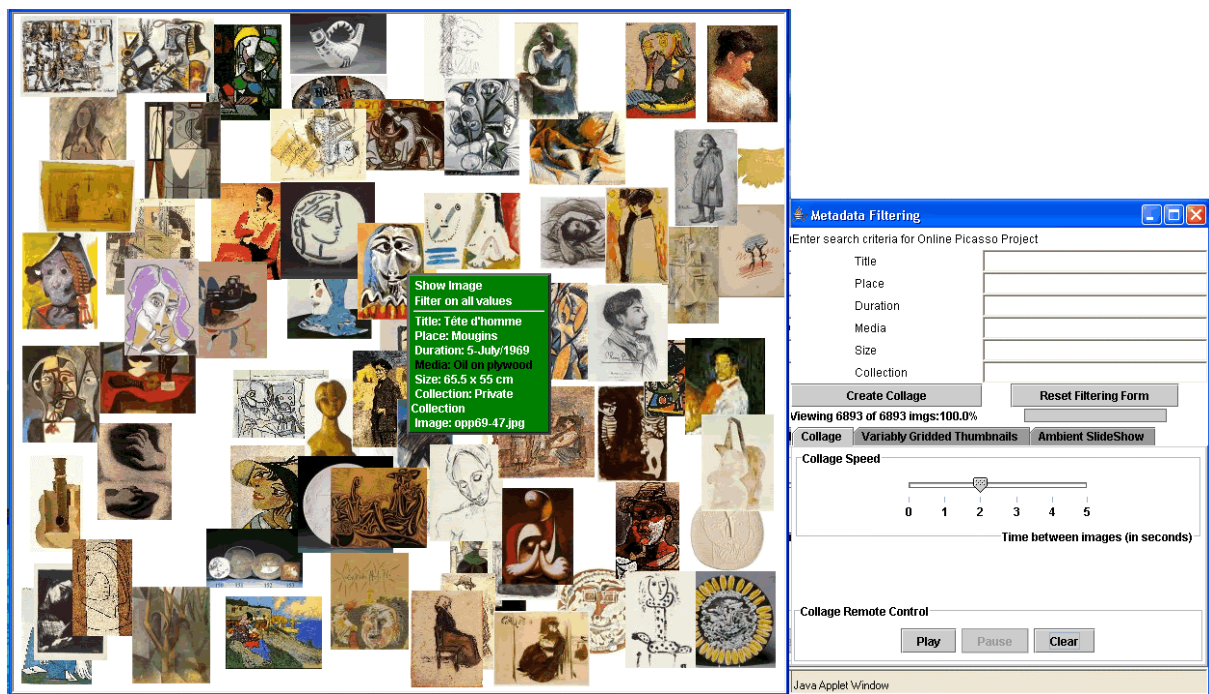 Show Image
Filter on all values
Title: Tête d'homme
Place: Mougins
Duration: 5-July/1969
Media: Oil on plywood
Size: 65.5 x 55 cm
Collection: Private
Collection
Image: opp69-47.jpg
Metadata Filtering
Enter search criteria for Online Picasso Project
Title
Place
Duration
Media
Size
Collection
Create Collage
Reset Filtering Form
Viewing 6893 of 6893 imgs:100.0%
Collage
Variably Gridded Thumbnails
Ambient SlideShow
Collage Speed
0 1 2 3 4 5
Time between images (in seconds)
Collage Remote Control
Play
Pause
Clear
Java Applet Window